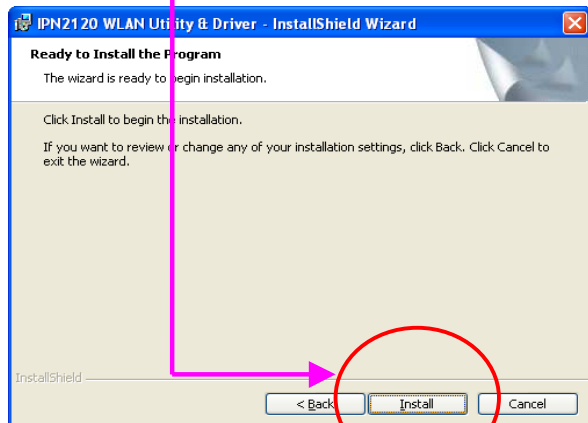 IPN2120 WLAN Utility & Driver - InstallShield Wizard
Ready to Install the Program
The wizard is ready to begin installation.
Click Install to begin the installation.
If you want to review or change any of your installation settings, click Back. Click Cancel to
exit the wizard.
InstallShield
< Back Install Cancel